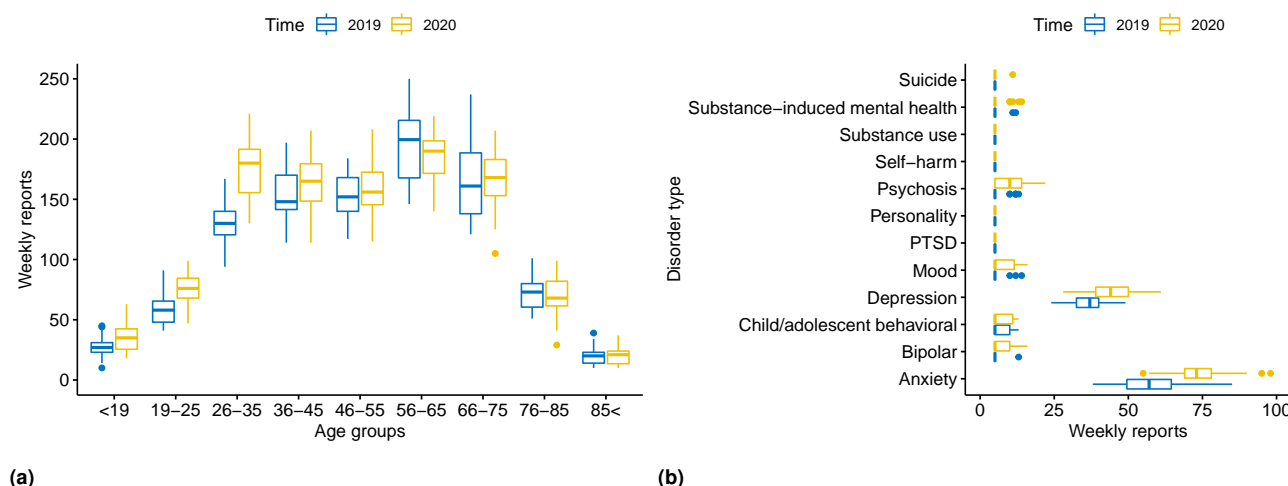 Time 2019 2020
250
200
150
100
50
0
Weekly reports
<19 19−25 26−35 36−45 46−55 56−65 66−75 76−85 85<
Age groups
(a)
Time 2019 2020
Suicide
Substance−induced mental health
Substance use
Self−harm
Psychosis
Personality
PTSD
Mood
Depression
Child/adolescent behavioral
Bipolar
Anxiety
Disorder type
0 25 50 75 100
Weekly reports
(b)